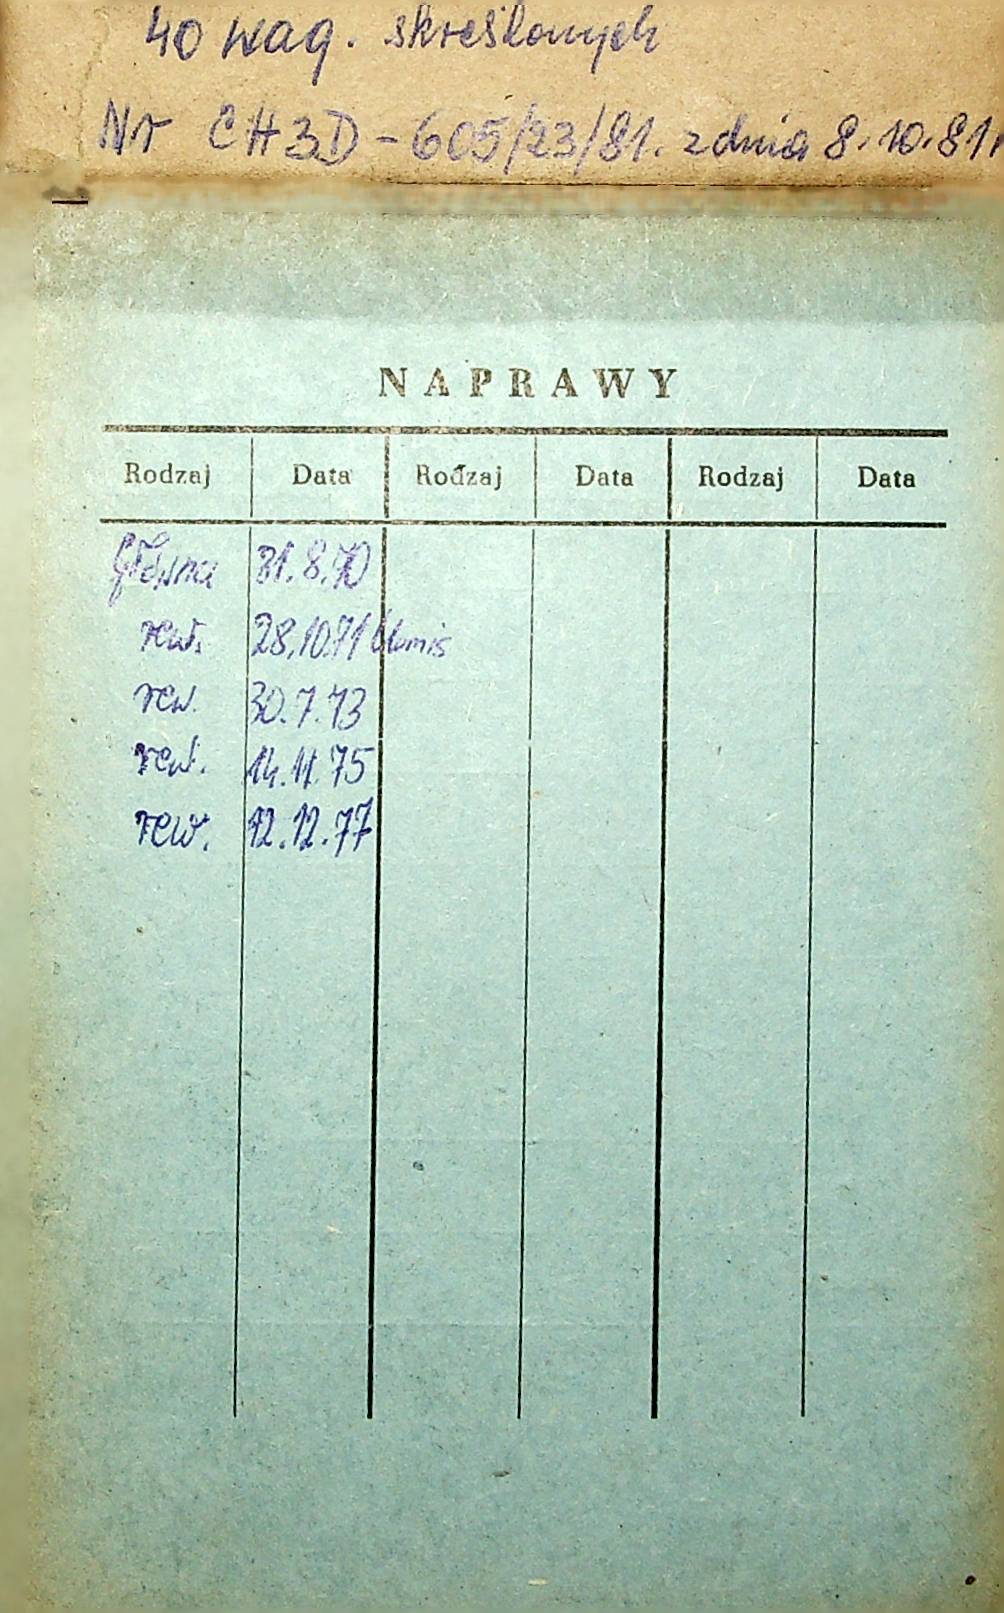 40 wag. skreślonych
Nr CH3D-605/23/81. z dnia 8.10.81r
NAPRAWY
Rodzaj Data Rodzaj Data Rodzaj Data
główna 31.8.70
rew. 28.10.71
rew. 30.7.73
rew. 14.11.75
rew. 12.12.77